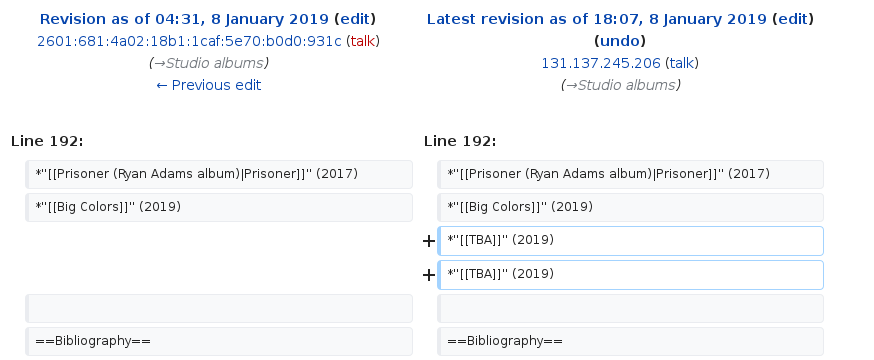 Revision as of 04:31, 8 January 2019 (edit)
2601:681:4a02:18b1:1caf:5e70:b0d0:931c (talk)
(→Studio albums)
← Previous edit
Latest revision as of 18:07, 8 January 2019 (edit)
(undo)
131.137.245.206 (talk)
(→Studio albums)
Line 192:
Line 192:
*''[[Prisoner (Ryan Adams album)|Prisoner]]'' (2017)
*''[[Prisoner (Ryan Adams album)|Prisoner]]'' (2017)
*''[[Big Colors]]'' (2019)
*''[[Big Colors]]'' (2019)
+ *''[[TBA]]'' (2019)
+ *''[[TBA]]'' (2019)
==Bibliography==
==Bibliography==